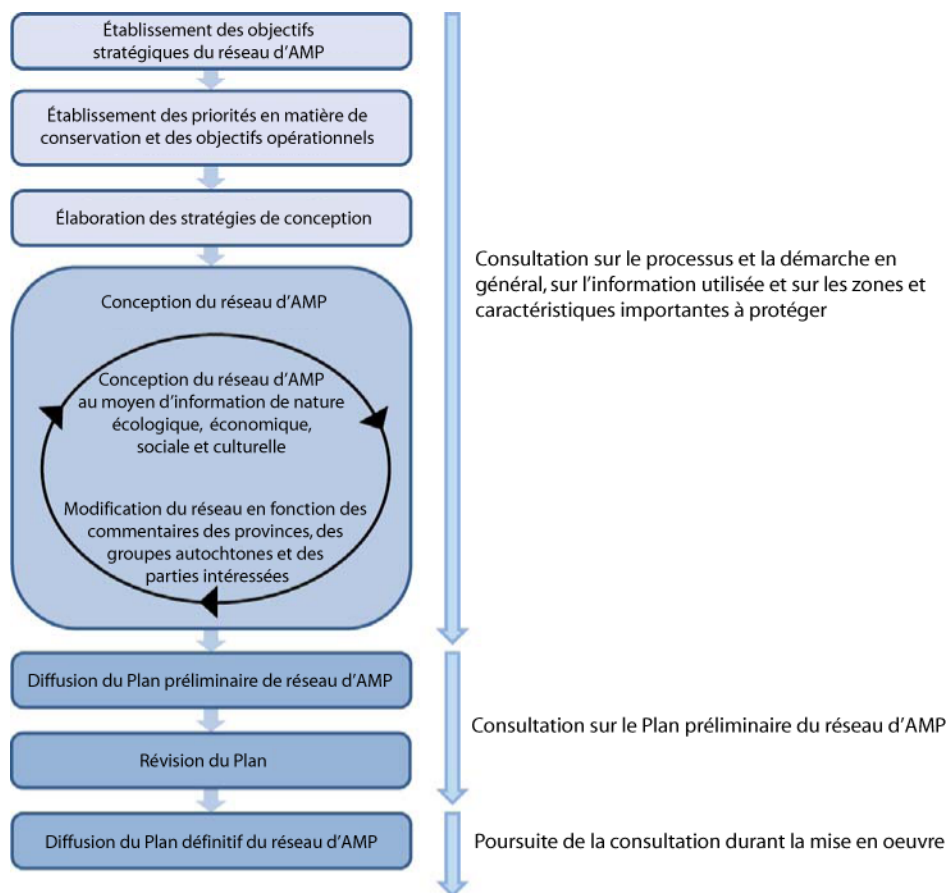 Établissement des objectifs
stratégiques du réseau d'AMP
Établissement des priorités en matière de
conservation et des objectifs opérationnels
Élaboration des stratégies de conception
Conception du réseau d'AMP
Conception du réseau d'AMP
au moyen d'information de nature
écologique, économique,
sociale et culturelle
Modification du réseau en fonction des
commentaires des provinces, des
groupes autochtones et des
parties intéressées
Consultation sur le processus et la démarche en
général, sur l'information utilisée et sur les zones et
caractéristiques importantes à protéger
Diffusion du Plan préliminaire de réseau d'AMP
Révision du Plan
Consultation sur le Plan préliminaire du réseau d'AMP
Diffusion du Plan définitif du réseau d'AMP
Poursuite de la consultation durant la mise en oeuvre